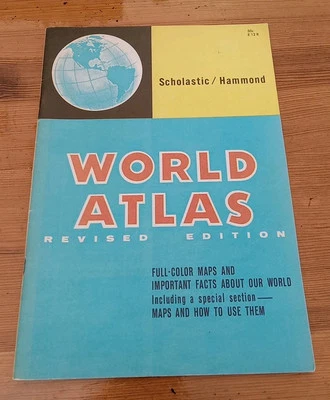 Scholastic/Hammond
WORLD
ATLAS
REVISED EDITION
FULL-COLOR MAPS AND
IMPORTANT FACTS ABOUT OUR WORLD
Including a special section—
MAPS AND HOW TO USE THEM